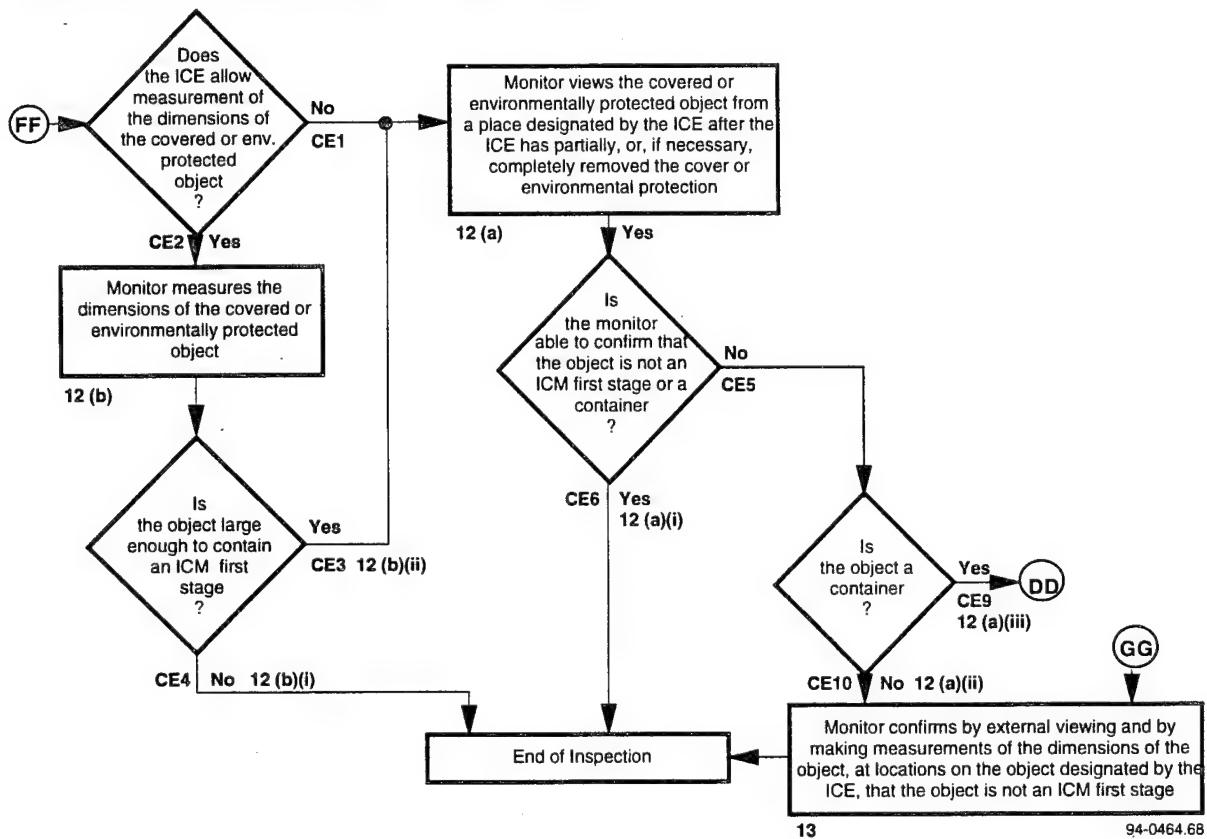 FF
Does
the ICE allow
measurement of
the dimensions of
the covered or env.
protected
object
?
No
CE1
CE2 Yes
Monitor views the covered or
environmentally protected object from
a place designated by the ICE after the
ICE has partially, or, if necessary,
completely removed the cover or
environmental protection
12 (a)
Yes
Monitor measures the
dimensions of the covered or
environmentally protected
object
12 (b)
Is
the object large
enough to contain
an ICM first
stage
?
Yes
CE3 12 (b)(ii)
CE4 No 12 (b)(i)
Is
the monitor
able to confirm that
the object is not an
ICM first stage or a
container
?
No
CE5
CE6 Yes
12 (a)(i)
Is
the object a
container
?
Yes
CE9
12 (a)(iii)
DD
CE10 No 12 (a)(ii)
GG
Monitor confirms by external viewing and by
making measurements of the dimensions of the
object, at locations on the object designated by the
ICE, that the object is not an ICM first stage
13
End of Inspection
94-0464.68